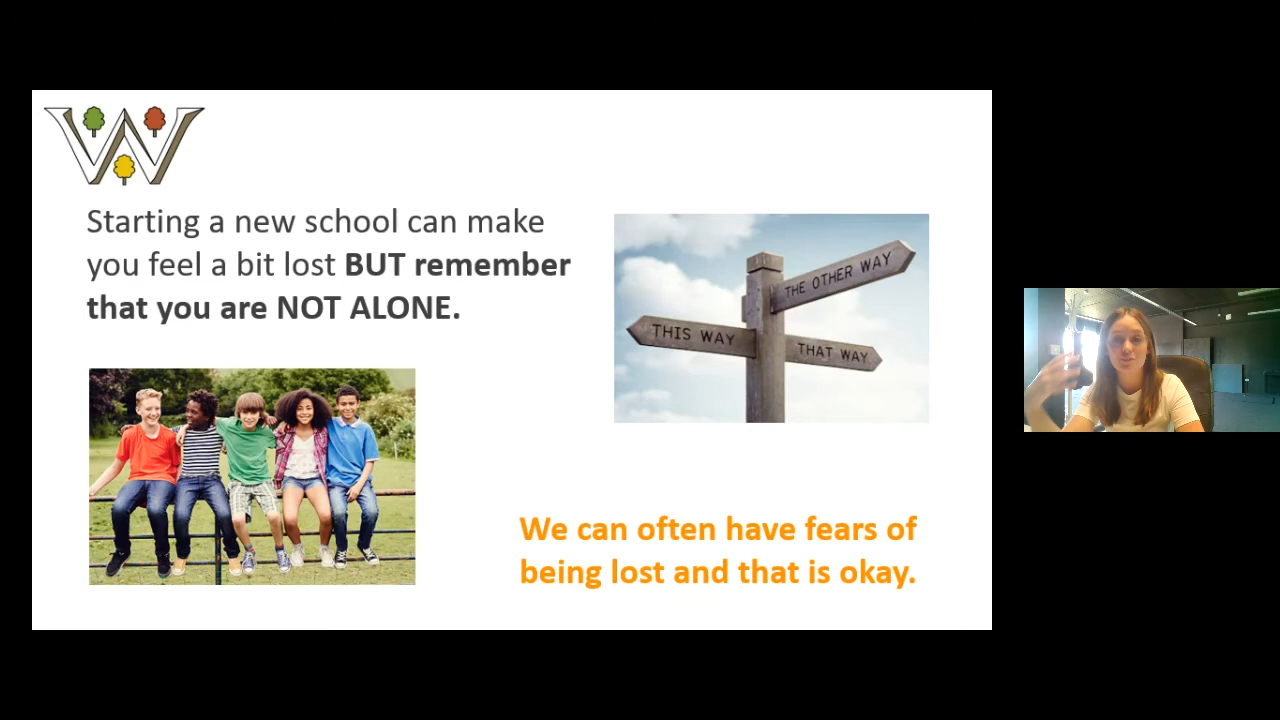 W
Starting a new school can make
you feel a bit lost BUT remember
that you are NOT ALONE.
THE OTHER WAY
THIS WAY
THAT WAY
We can often have fears of
being lost and that is okay.